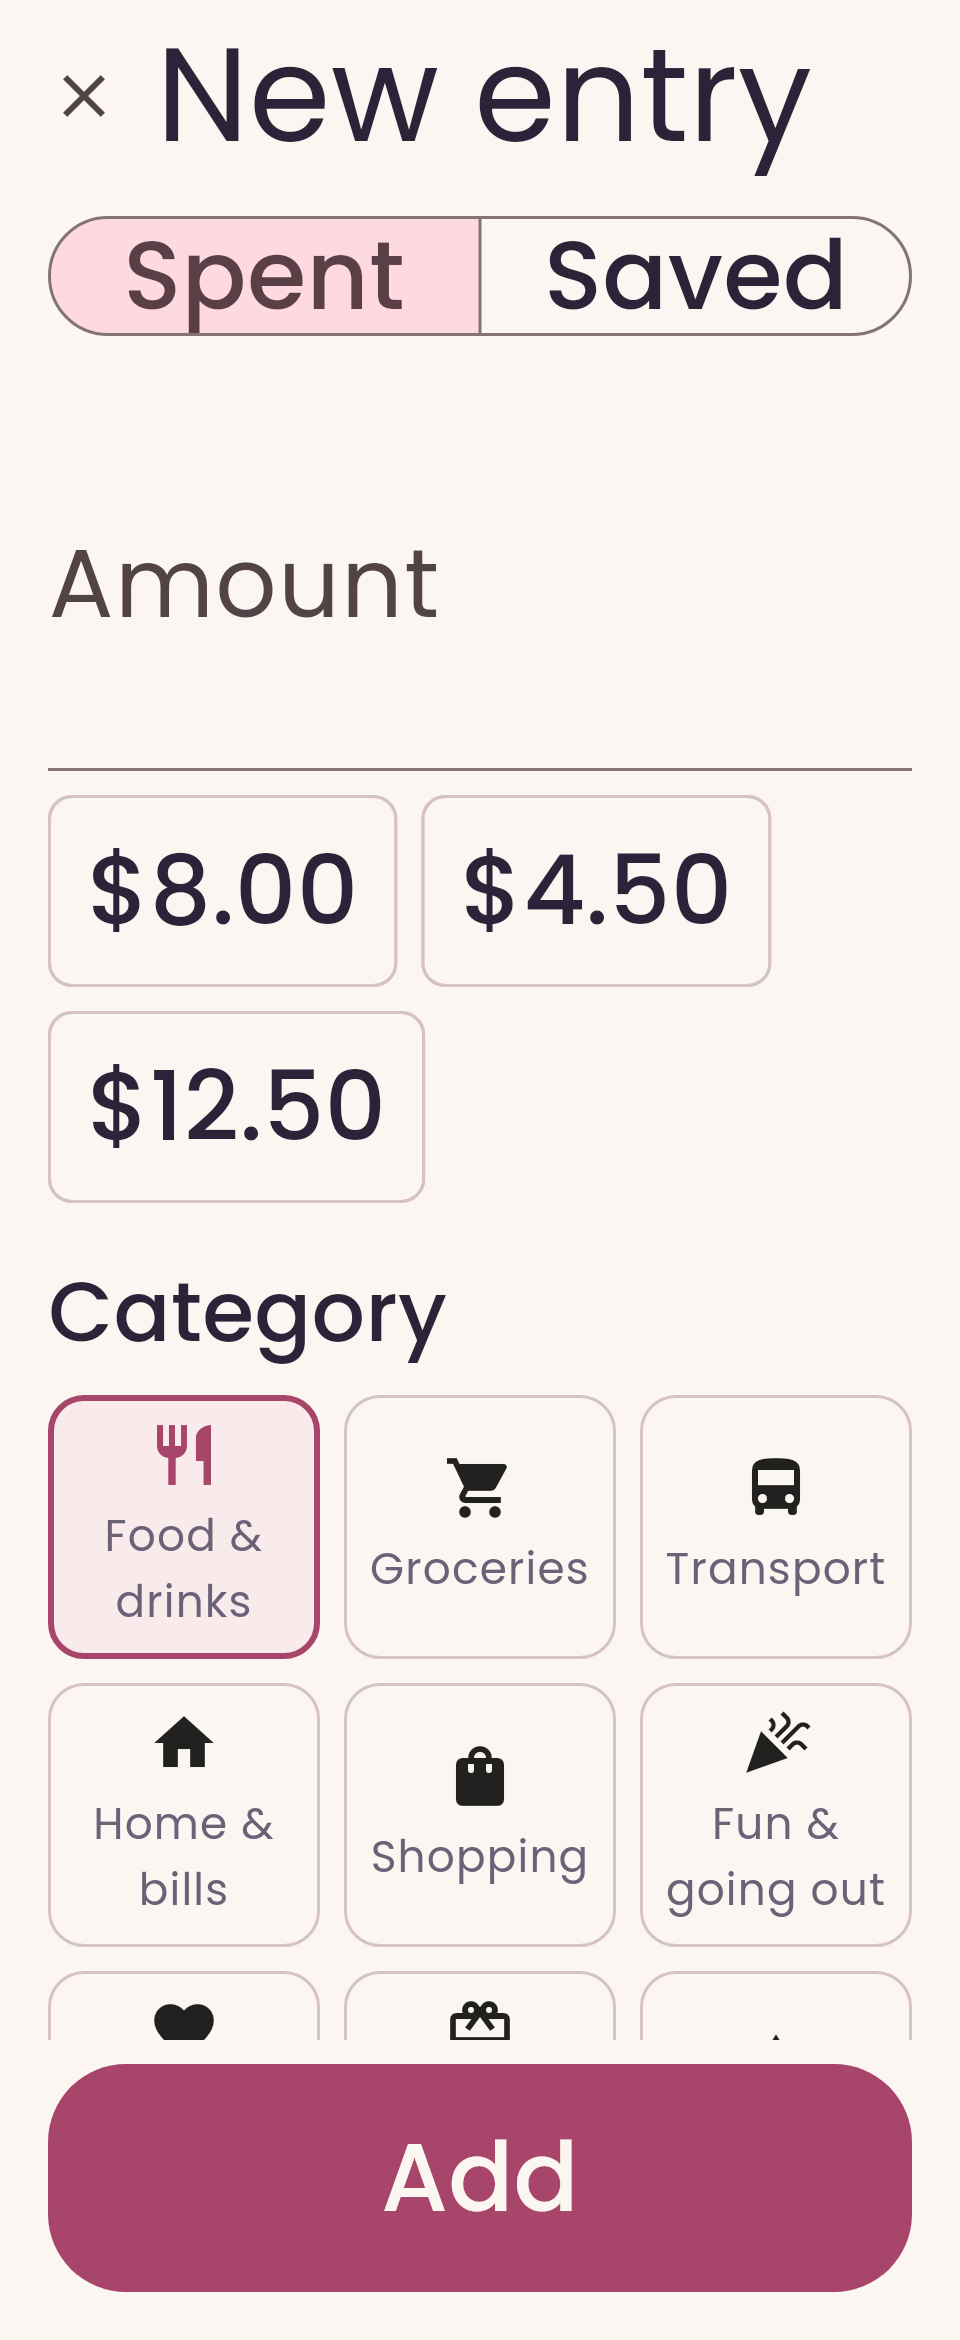 New entry
Spent
Saved
Amount
$8.00
$4.50
$12.50
Category
Food &
drinks
Groceries
Transport
Home &
bills
Shopping
Fun &
going out
Add